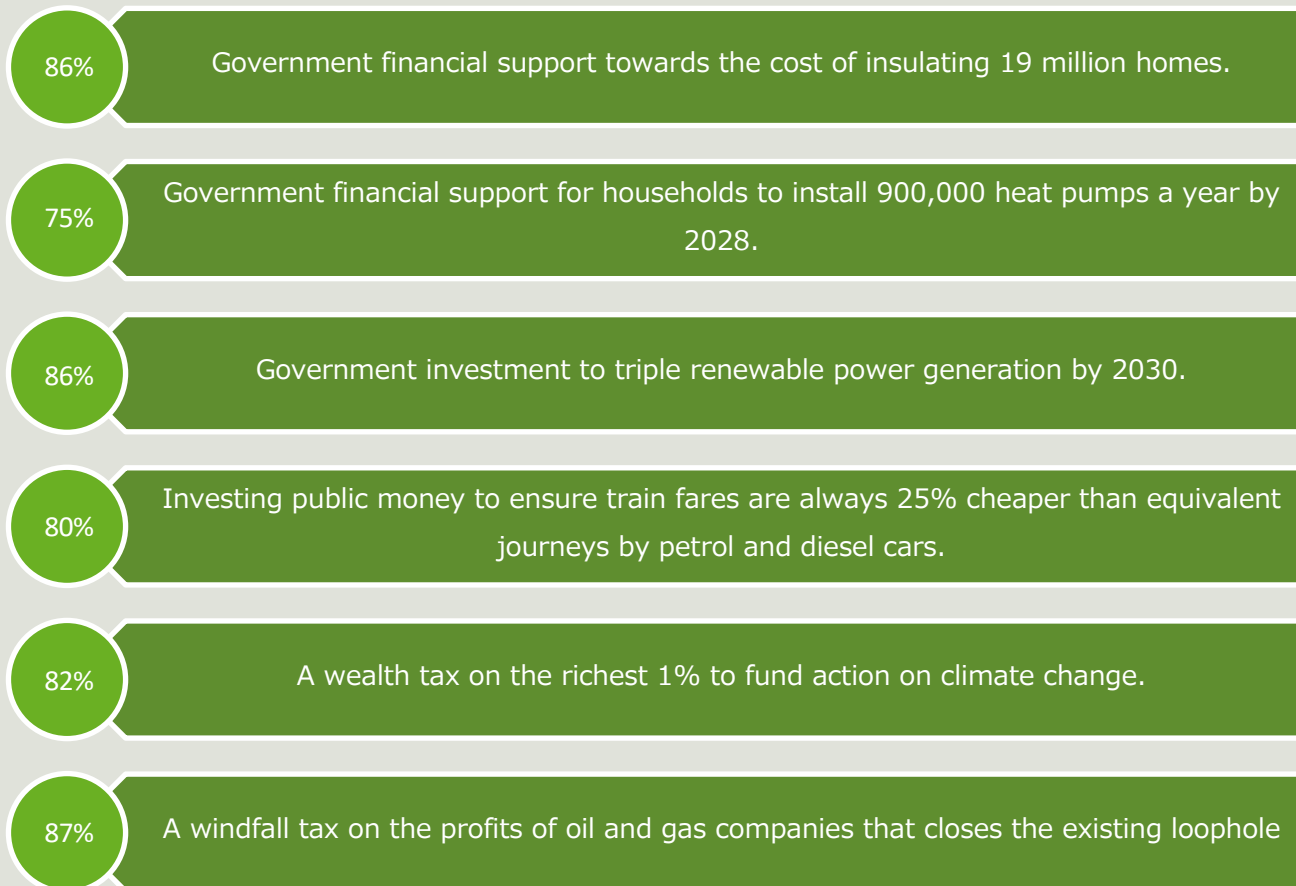 86%
Government financial support towards the cost of insulating 19 million homes.
75%
Government financial support for households to install 900,000 heat pumps a year by
2028.
86%
Government investment to triple renewable power generation by 2030.
80%
Investing public money to ensure train fares are always 25% cheaper than equivalent
journeys by petrol and diesel cars.
82%
A wealth tax on the richest 1% to fund action on climate change.
87%
A windfall tax on the profits of oil and gas companies that closes the existing loophole